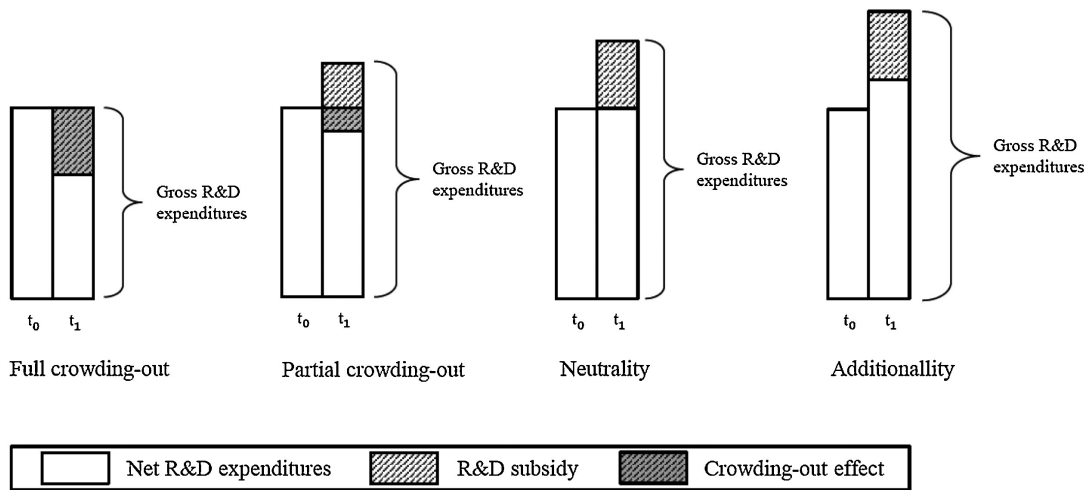 Gross R&D
expenditures
t₀ t₁
Full crowding-out
Gross R&D
expenditures
t₀ t₁
Partial crowding-out
Gross R&D
expenditures
t₀ t₁
Neutrality
Gross R&D
expenditures
t₀ t₁
Additionallity
Net R&D expenditures
R&D subsidy
Crowding-out effect